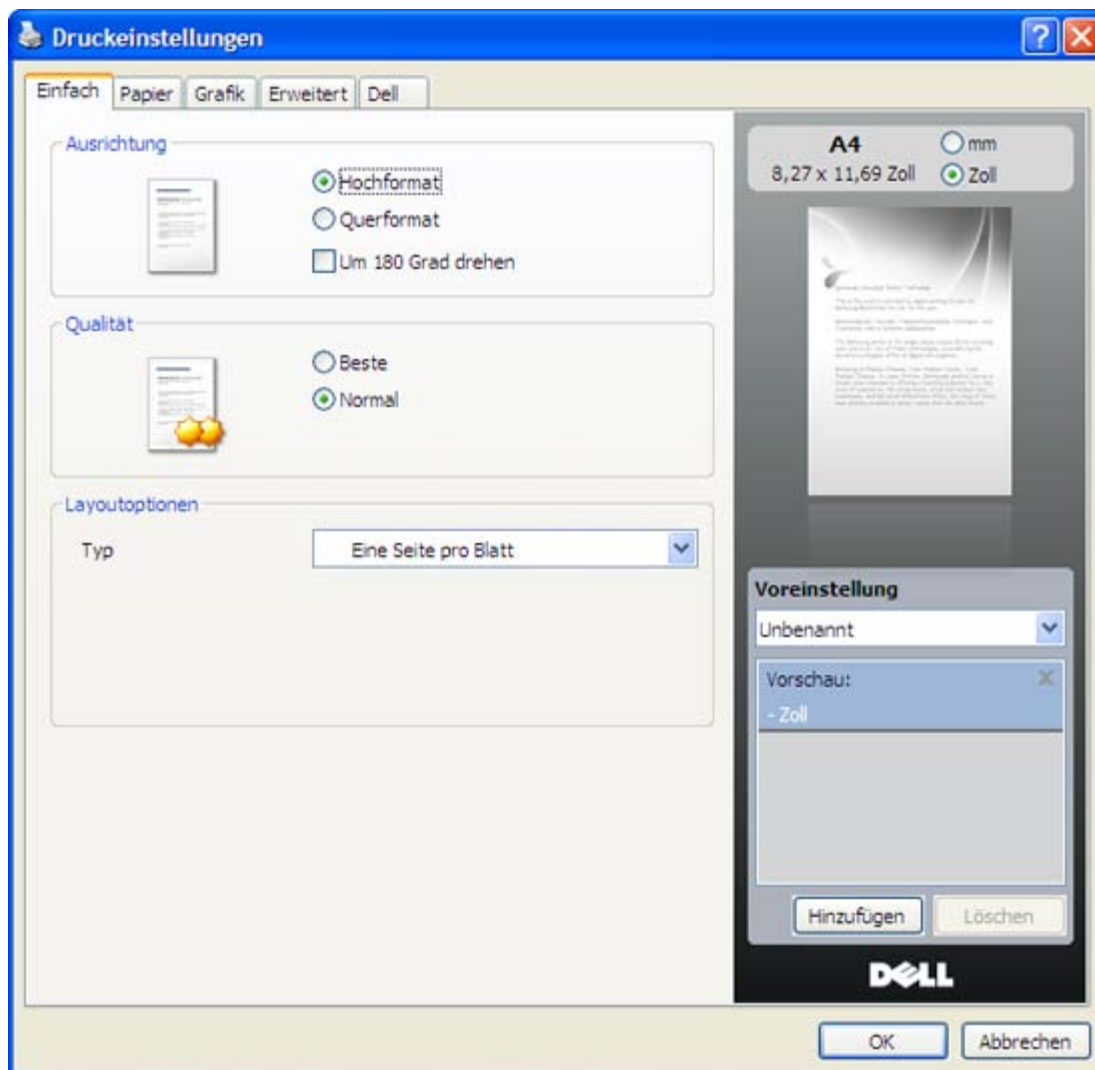 Druckeinstellungen
Einfach Papier Grafik Erweitert Dell
Ausrichtung
Hochformat
Querformat
Um 180 Grad drehen
Qualität
Beste
Normal
Layoutoptionen
Typ Eine Seite pro Blatt
A4 mm
8,27 x 11,69 Zoll Zoll
Voreinstellung
Unbenannt
Vorschau:
- Zoll
Hinzufügen Löschen
DELL
OK Abbrechen